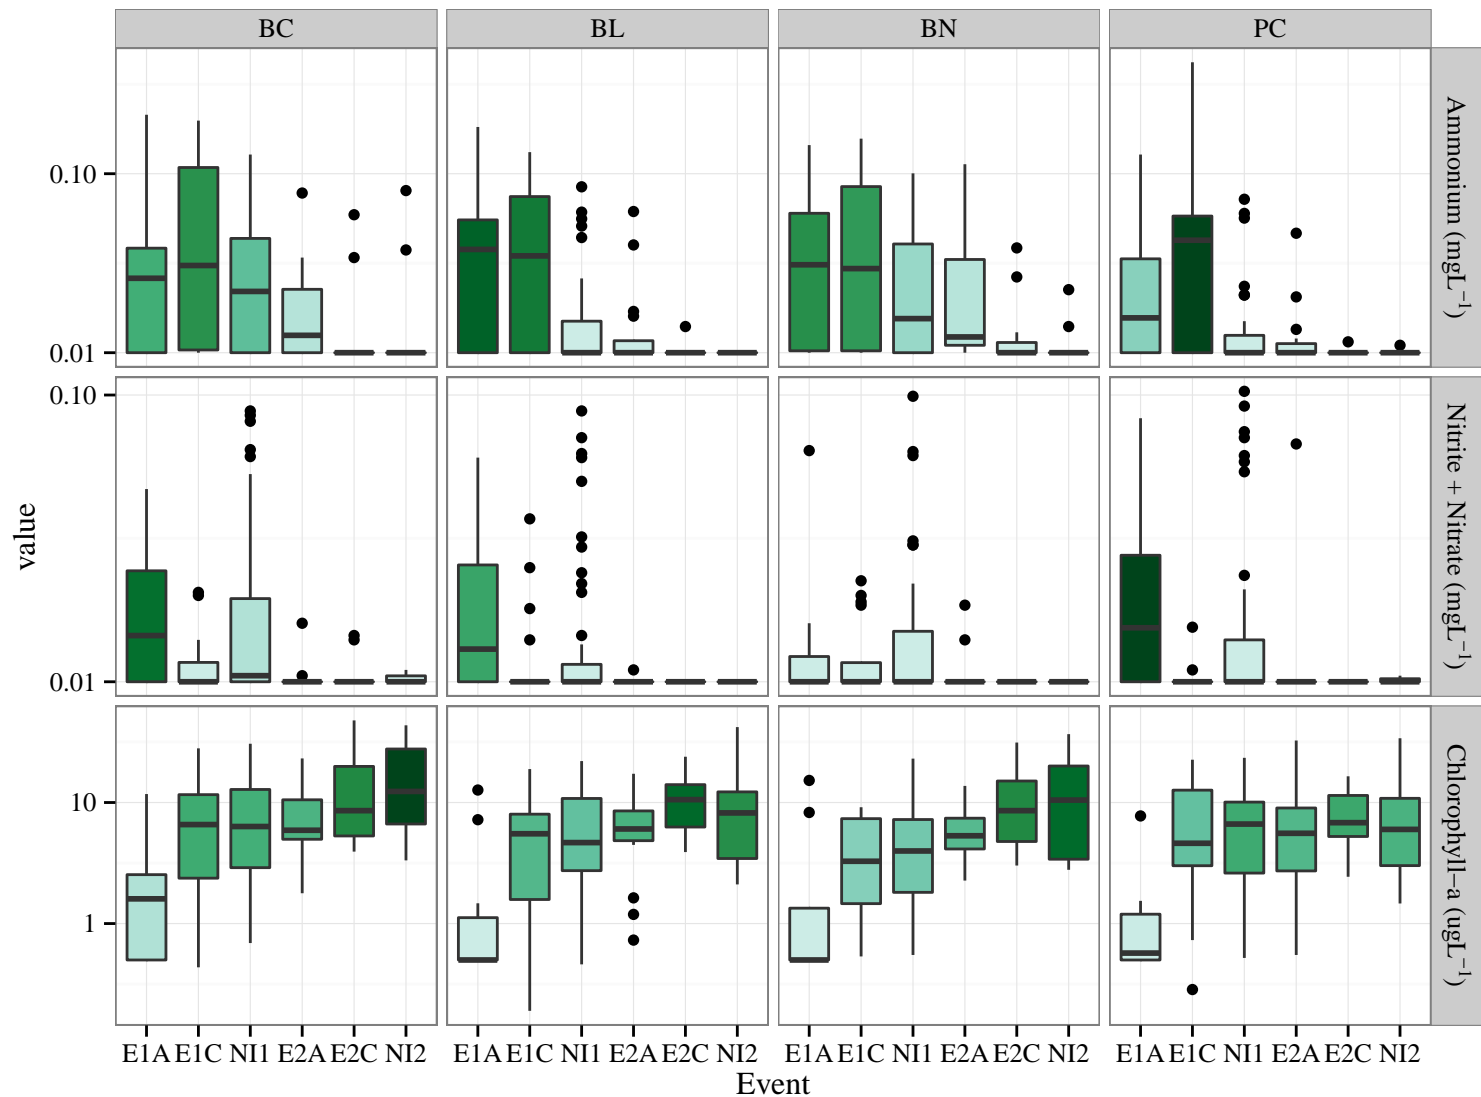 BC BL BN PC
Ammonium (mgL⁻¹)
0.10
0.01
Nitrite + Nitrate (mgL⁻¹)
0.10
0.01
Chlorophyll−a (ugL⁻¹)
10
1
value
E1A E1C NI1 E2A E2C NI2 E1A E1C NI1 E2A E2C NI2 E1A E1C NI1 E2A E2C NI2 E1A E1C NI1 E2A E2C NI2
Event